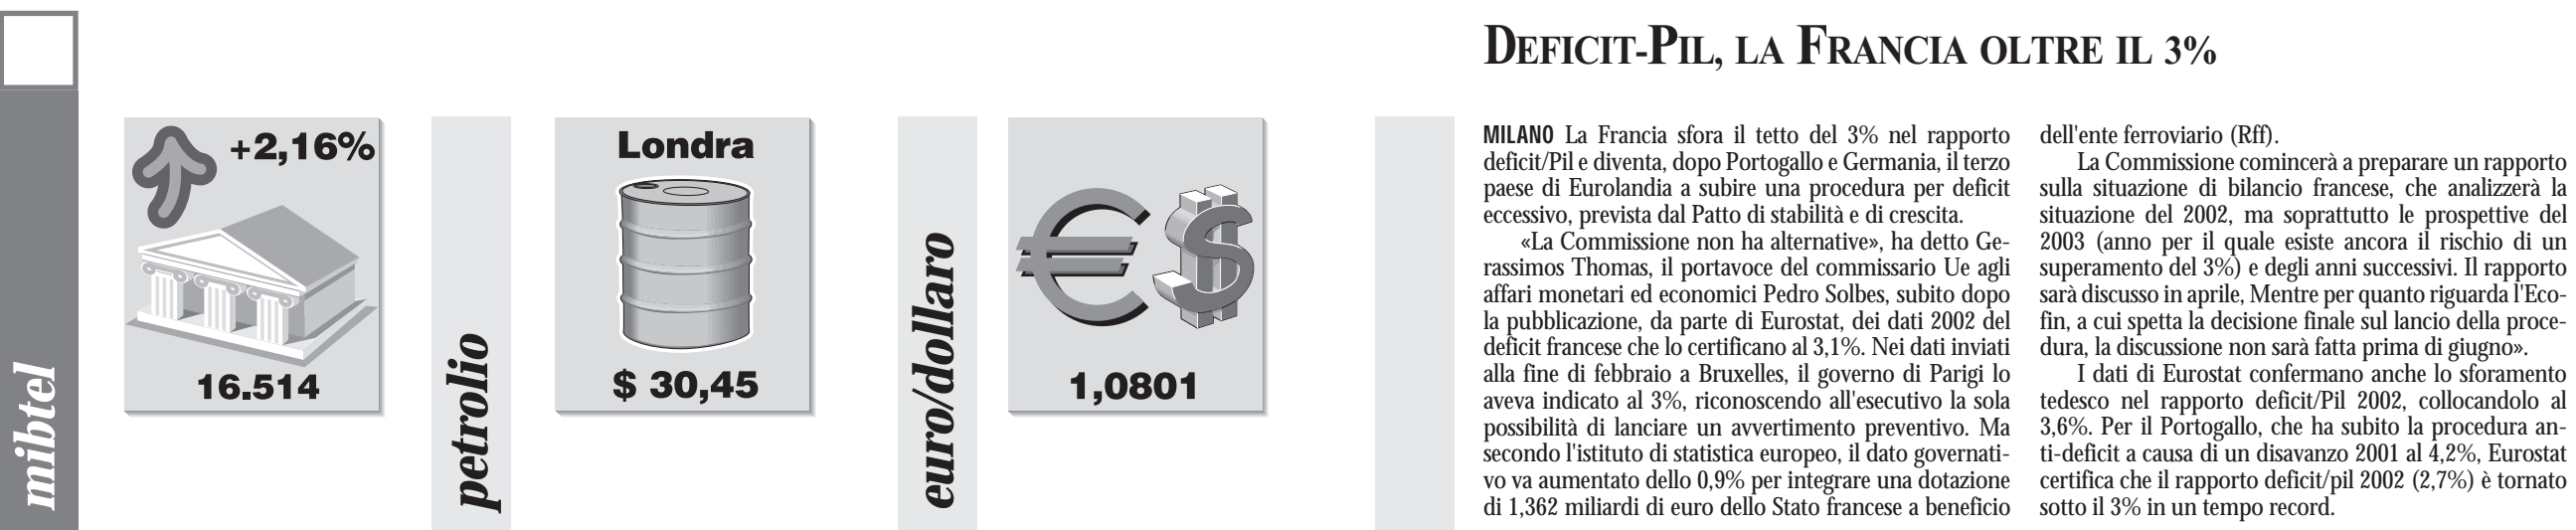 mibtel
+2,16%
16.514
petrolio
Londra
$ 30,45
euro/dollaro
1,0801
DEFICIT-PIL, LA FRANCIA OLTRE IL 3%
MILANO La Francia sfora il tetto del 3% nel rapporto
deficit/Pil e diventa, dopo Portogallo e Germania, il terzo
paese di Eurolandia a subire una procedura per deficit
eccessivo, prevista dal Patto di stabilità e di crescita.
«La Commissione non ha alternative», ha detto Ge-
rassimos Thomas, il portavoce del commissario Ue agli
affari monetari ed economici Pedro Solbes, subito dopo
la pubblicazione, da parte di Eurostat, dei dati 2002 del
deficit francese che lo certificano al 3,1%. Nei dati inviati
alla fine di febbraio a Bruxelles, il governo di Parigi lo
aveva indicato al 3%, riconoscendo all'esecutivo la sola
possibilità di lanciare un avvertimento preventivo. Ma
secondo l'istituto di statistica europeo, il dato governati-
vo va aumentato dello 0,9% per integrare una dotazione
di 1,362 miliardi di euro dello Stato francese a beneficio
dell'ente ferroviario (Rff).
La Commissione comincerà a preparare un rapporto
sulla situazione di bilancio francese, che analizzerà la
situazione del 2002, ma soprattutto le prospettive del
2003 (anno per il quale esiste ancora il rischio di un
superamento del 3%) e degli anni successivi. Il rapporto
sarà discusso in aprile, Mentre per quanto riguarda l'Eco-
fin, a cui spetta la decisione finale sul lancio della proce-
dura, la discussione non sarà fatta prima di giugno».
I dati di Eurostat confermano anche lo sforamento
tedesco nel rapporto deficit/Pil 2002, collocandolo al
3,6%. Per il Portogallo, che ha subito la procedura an-
ti-deficit a causa di un disavanzo 2001 al 4,2%, Eurostat
certifica che il rapporto deficit/pil 2002 (2,7%) è tornato
sotto il 3% in un tempo record.